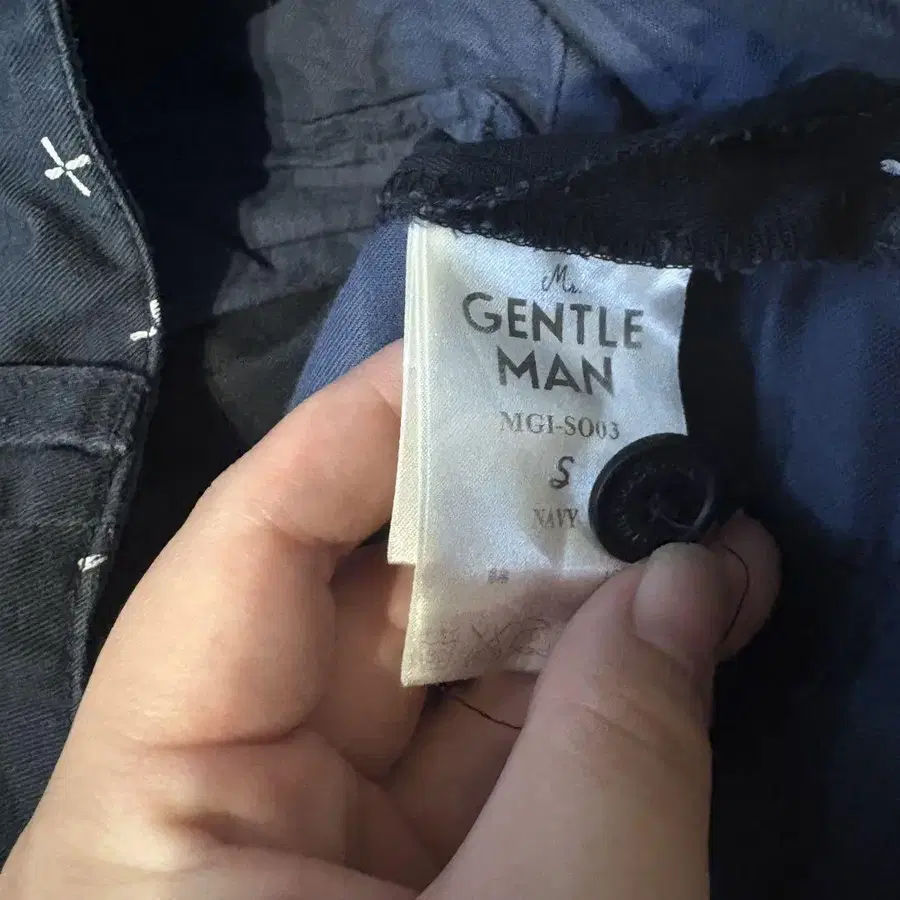 Mr.
GENTLE
MAN
MGI-SO03
S
NAVY